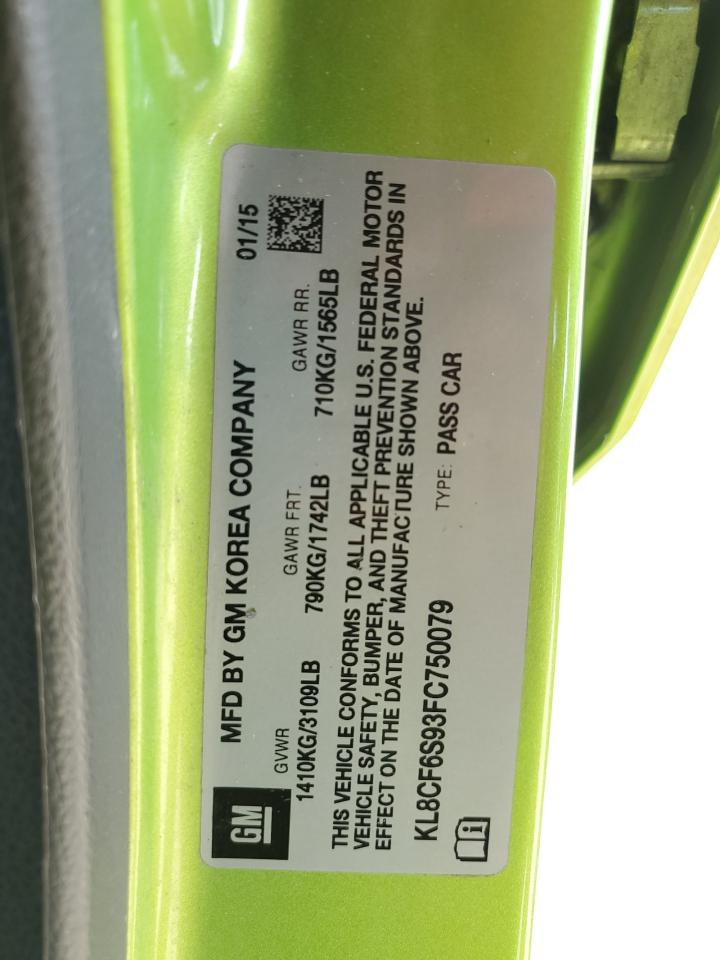 GM
MFD BY GM KOREA COMPANY 01/15
GVWR GAWR FRT. GAWR RR.
1410KG/3109LB 790KG/1742LB 710KG/1565LB
THIS VEHICLE CONFORMS TO ALL APPLICABLE U.S. FEDERAL MOTOR
VEHICLE SAFETY, BUMPER, AND THEFT PREVENTION STANDARDS IN
EFFECT ON THE DATE OF MANUFACTURE SHOWN ABOVE.
KL8CF6S93FC750079 TYPE: PASS CAR